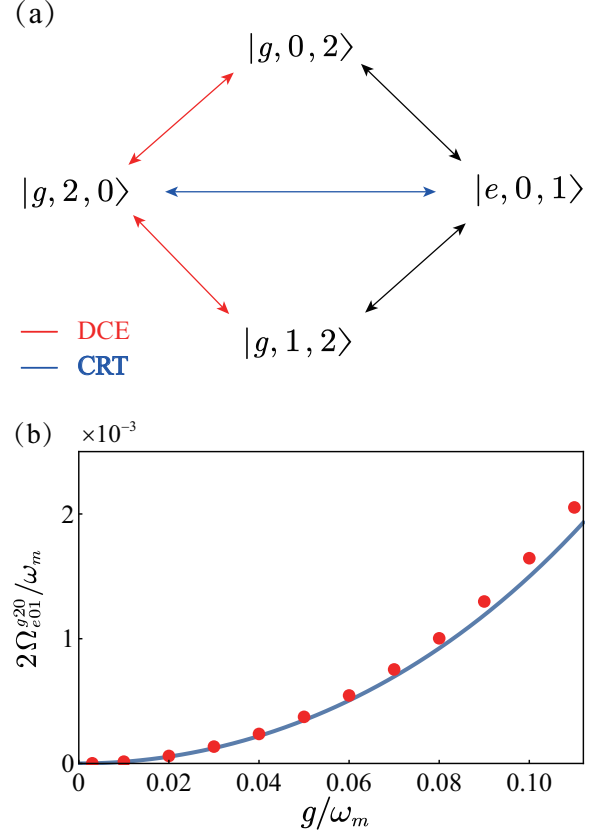 (a)
|g, 0, 2⟩
|g, 2, 0⟩
|e, 0, 1⟩
|g, 1, 2⟩
DCE
CRT
(b)
×10⁻³
2
1
0
2Ω_{e01}^{g20}/ω_m
0 0.02 0.04 0.06 0.08 0.10
g/ω_m